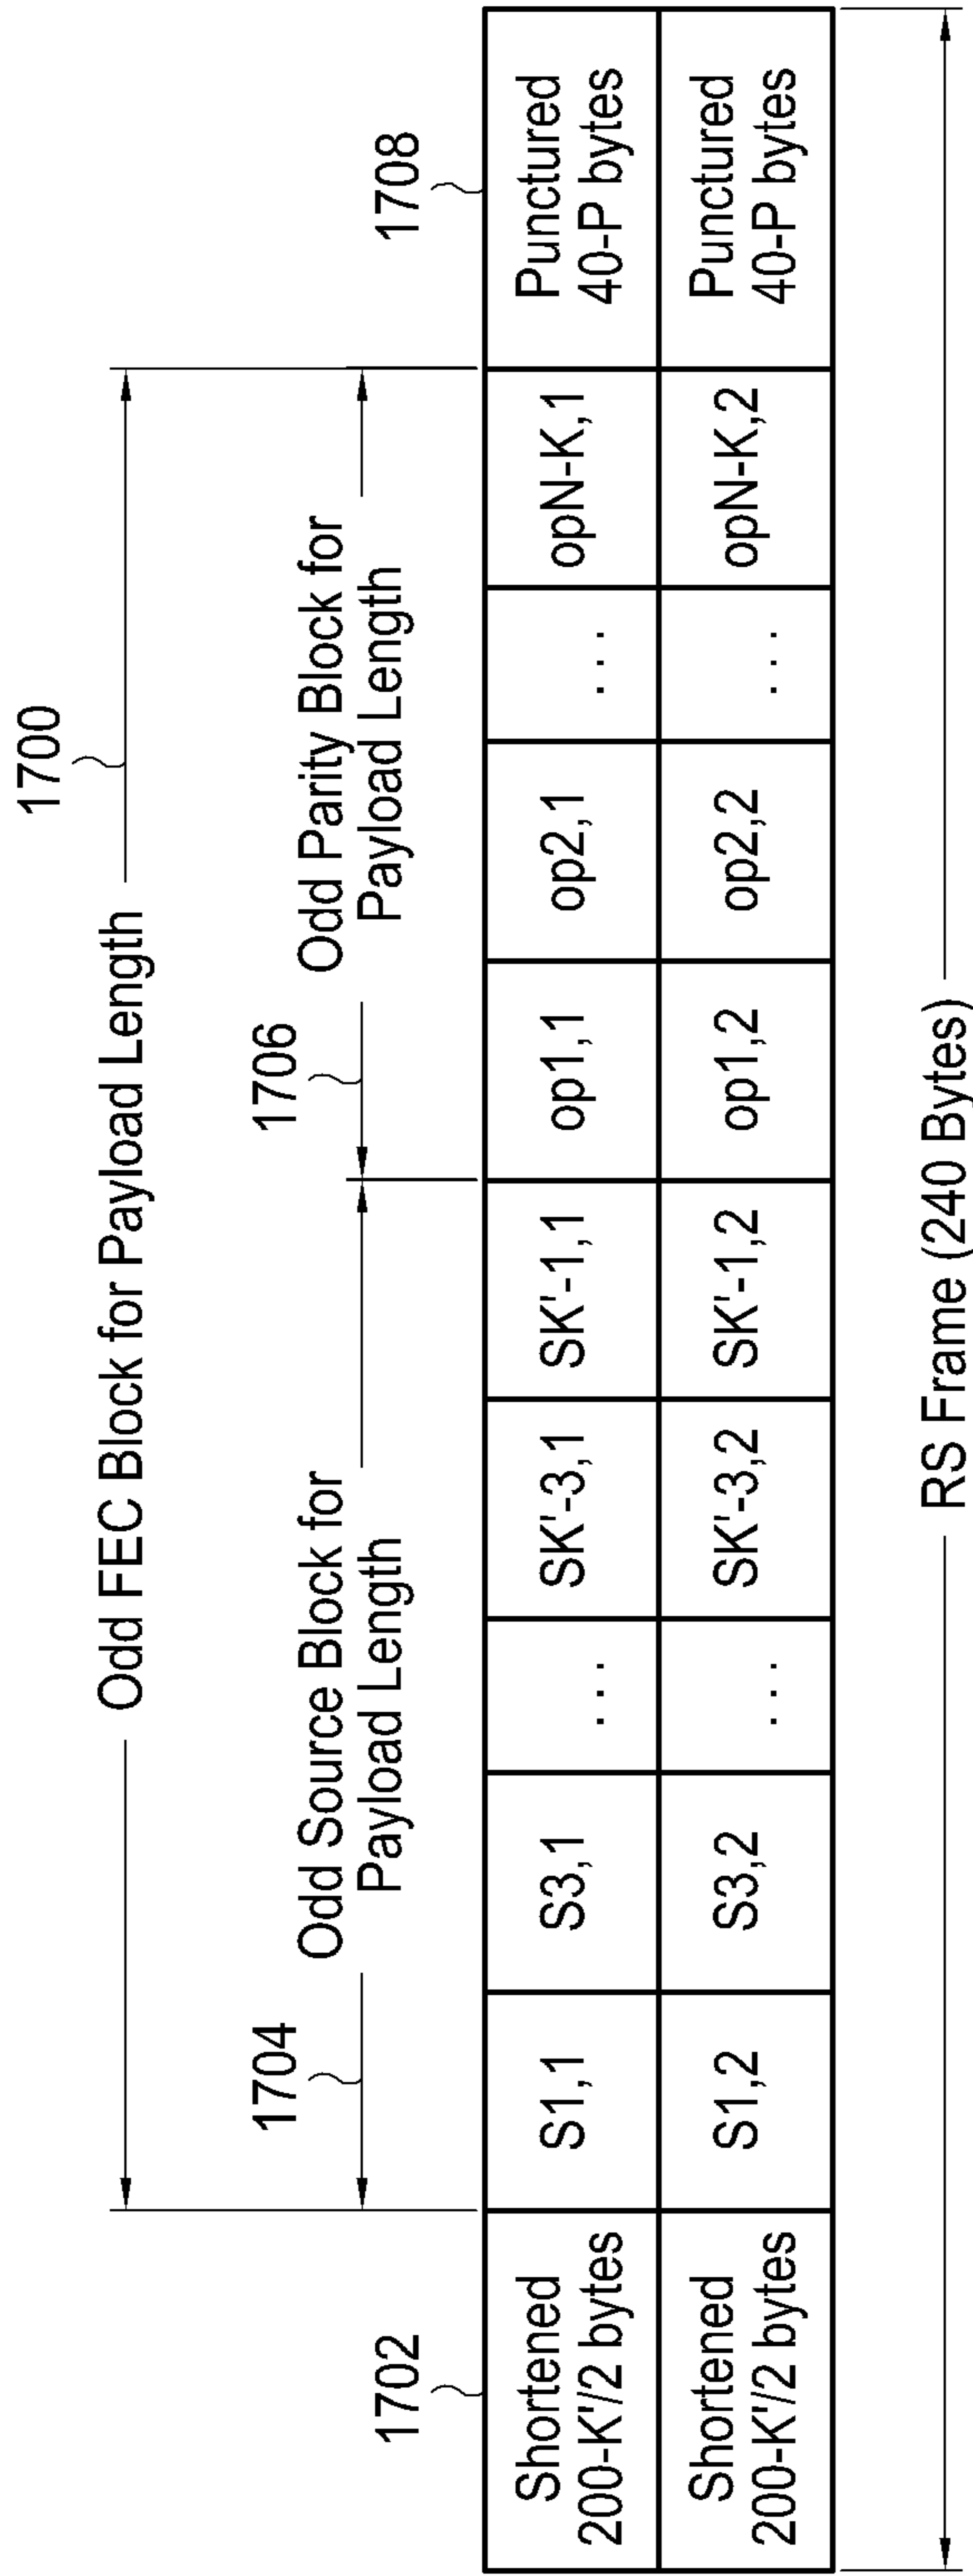 1700
Odd FEC Block for Payload Length
1704
Odd Source Block for
Payload Length
1706
Odd Parity Block for
Payload Length
1702
1708
Shortened
200-K'/2 bytes
S1,1
S3,1
...
SK'-3,1
SK'-1,1
op1,1
op2,1
...
opN-K,1
Punctured
40-P bytes
Shortened
200-K'/2 bytes
S1,2
S3,2
...
SK'-3,2
SK'-1,2
op1,2
op2,2
...
opN-K,2
Punctured
40-P bytes
RS Frame (240 Bytes)